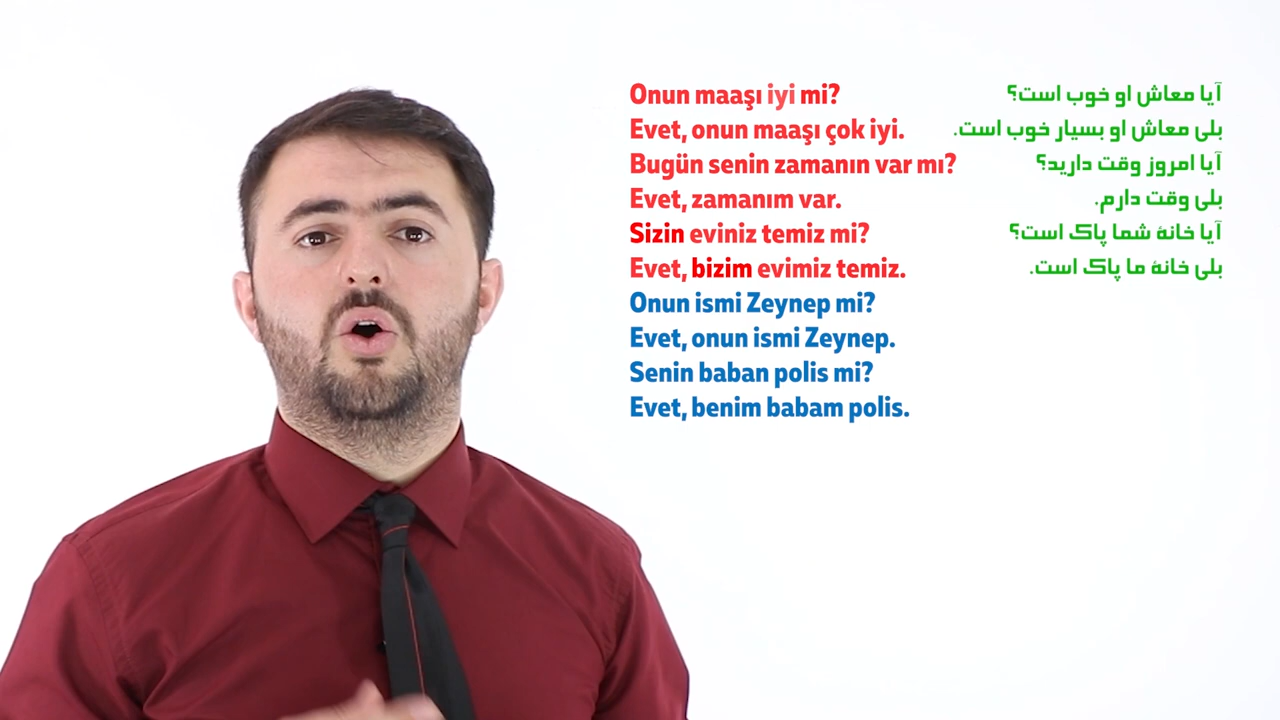 Onun maaşı iyi mi?
آیا معاش او خوب است؟
Evet, onun maaşı çok iyi.
بلی معاش او بسیار خوب است.
Bugün senin zamanın var mı?
آیا امروز وقت دارید؟
Evet, zamanım var.
بلی وقت دارم.
Sizin eviniz temiz mi?
آیا خانهٔ شما پاک است؟
Evet, bizim evimiz temiz.
بلی خانهٔ ما پاک است.
Onun ismi Zeynep mi?
Evet, onun ismi Zeynep.
Senin baban polis mi?
Evet, benim babam polis.